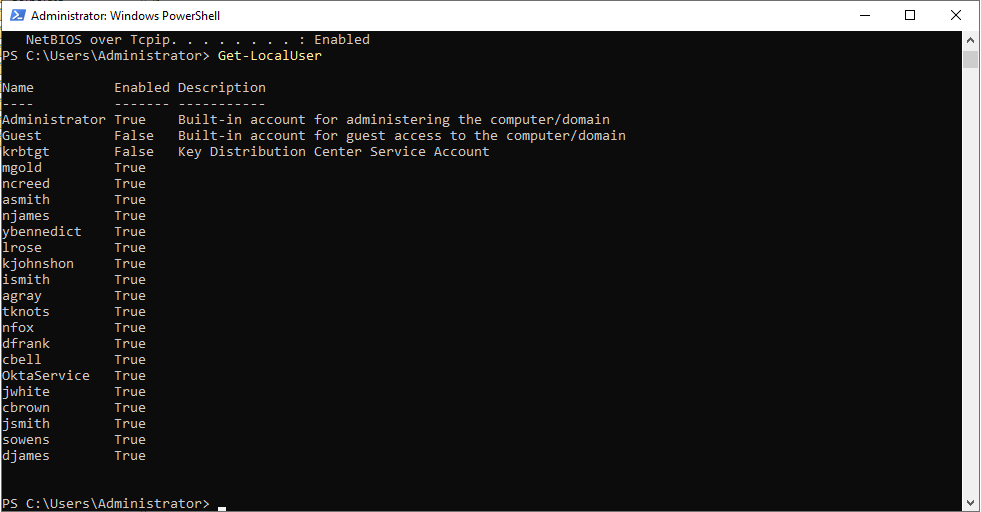 Administrator: Windows PowerShell
NetBIOS over Tcpip. . . . . . . . : Enabled
PS C:\Users\Administrator> Get-LocalUser
Name          Enabled Description
----          ------- -----------
Administrator True    Built-in account for administering the computer/domain
Guest         False   Built-in account for guest access to the computer/domain
krbtgt        False   Key Distribution Center Service Account
mgold         True
ncreed        True
asmith        True
njames        True
ybennedict    True
lrose         True
kjohnshon     True
ismith        True
agray         True
tknots        True
nfox          True
dfrank        True
cbell         True
OktaService   True
jwhite        True
cbrown        True
jsmith        True
sowens        True
djames        True
PS C:\Users\Administrator>